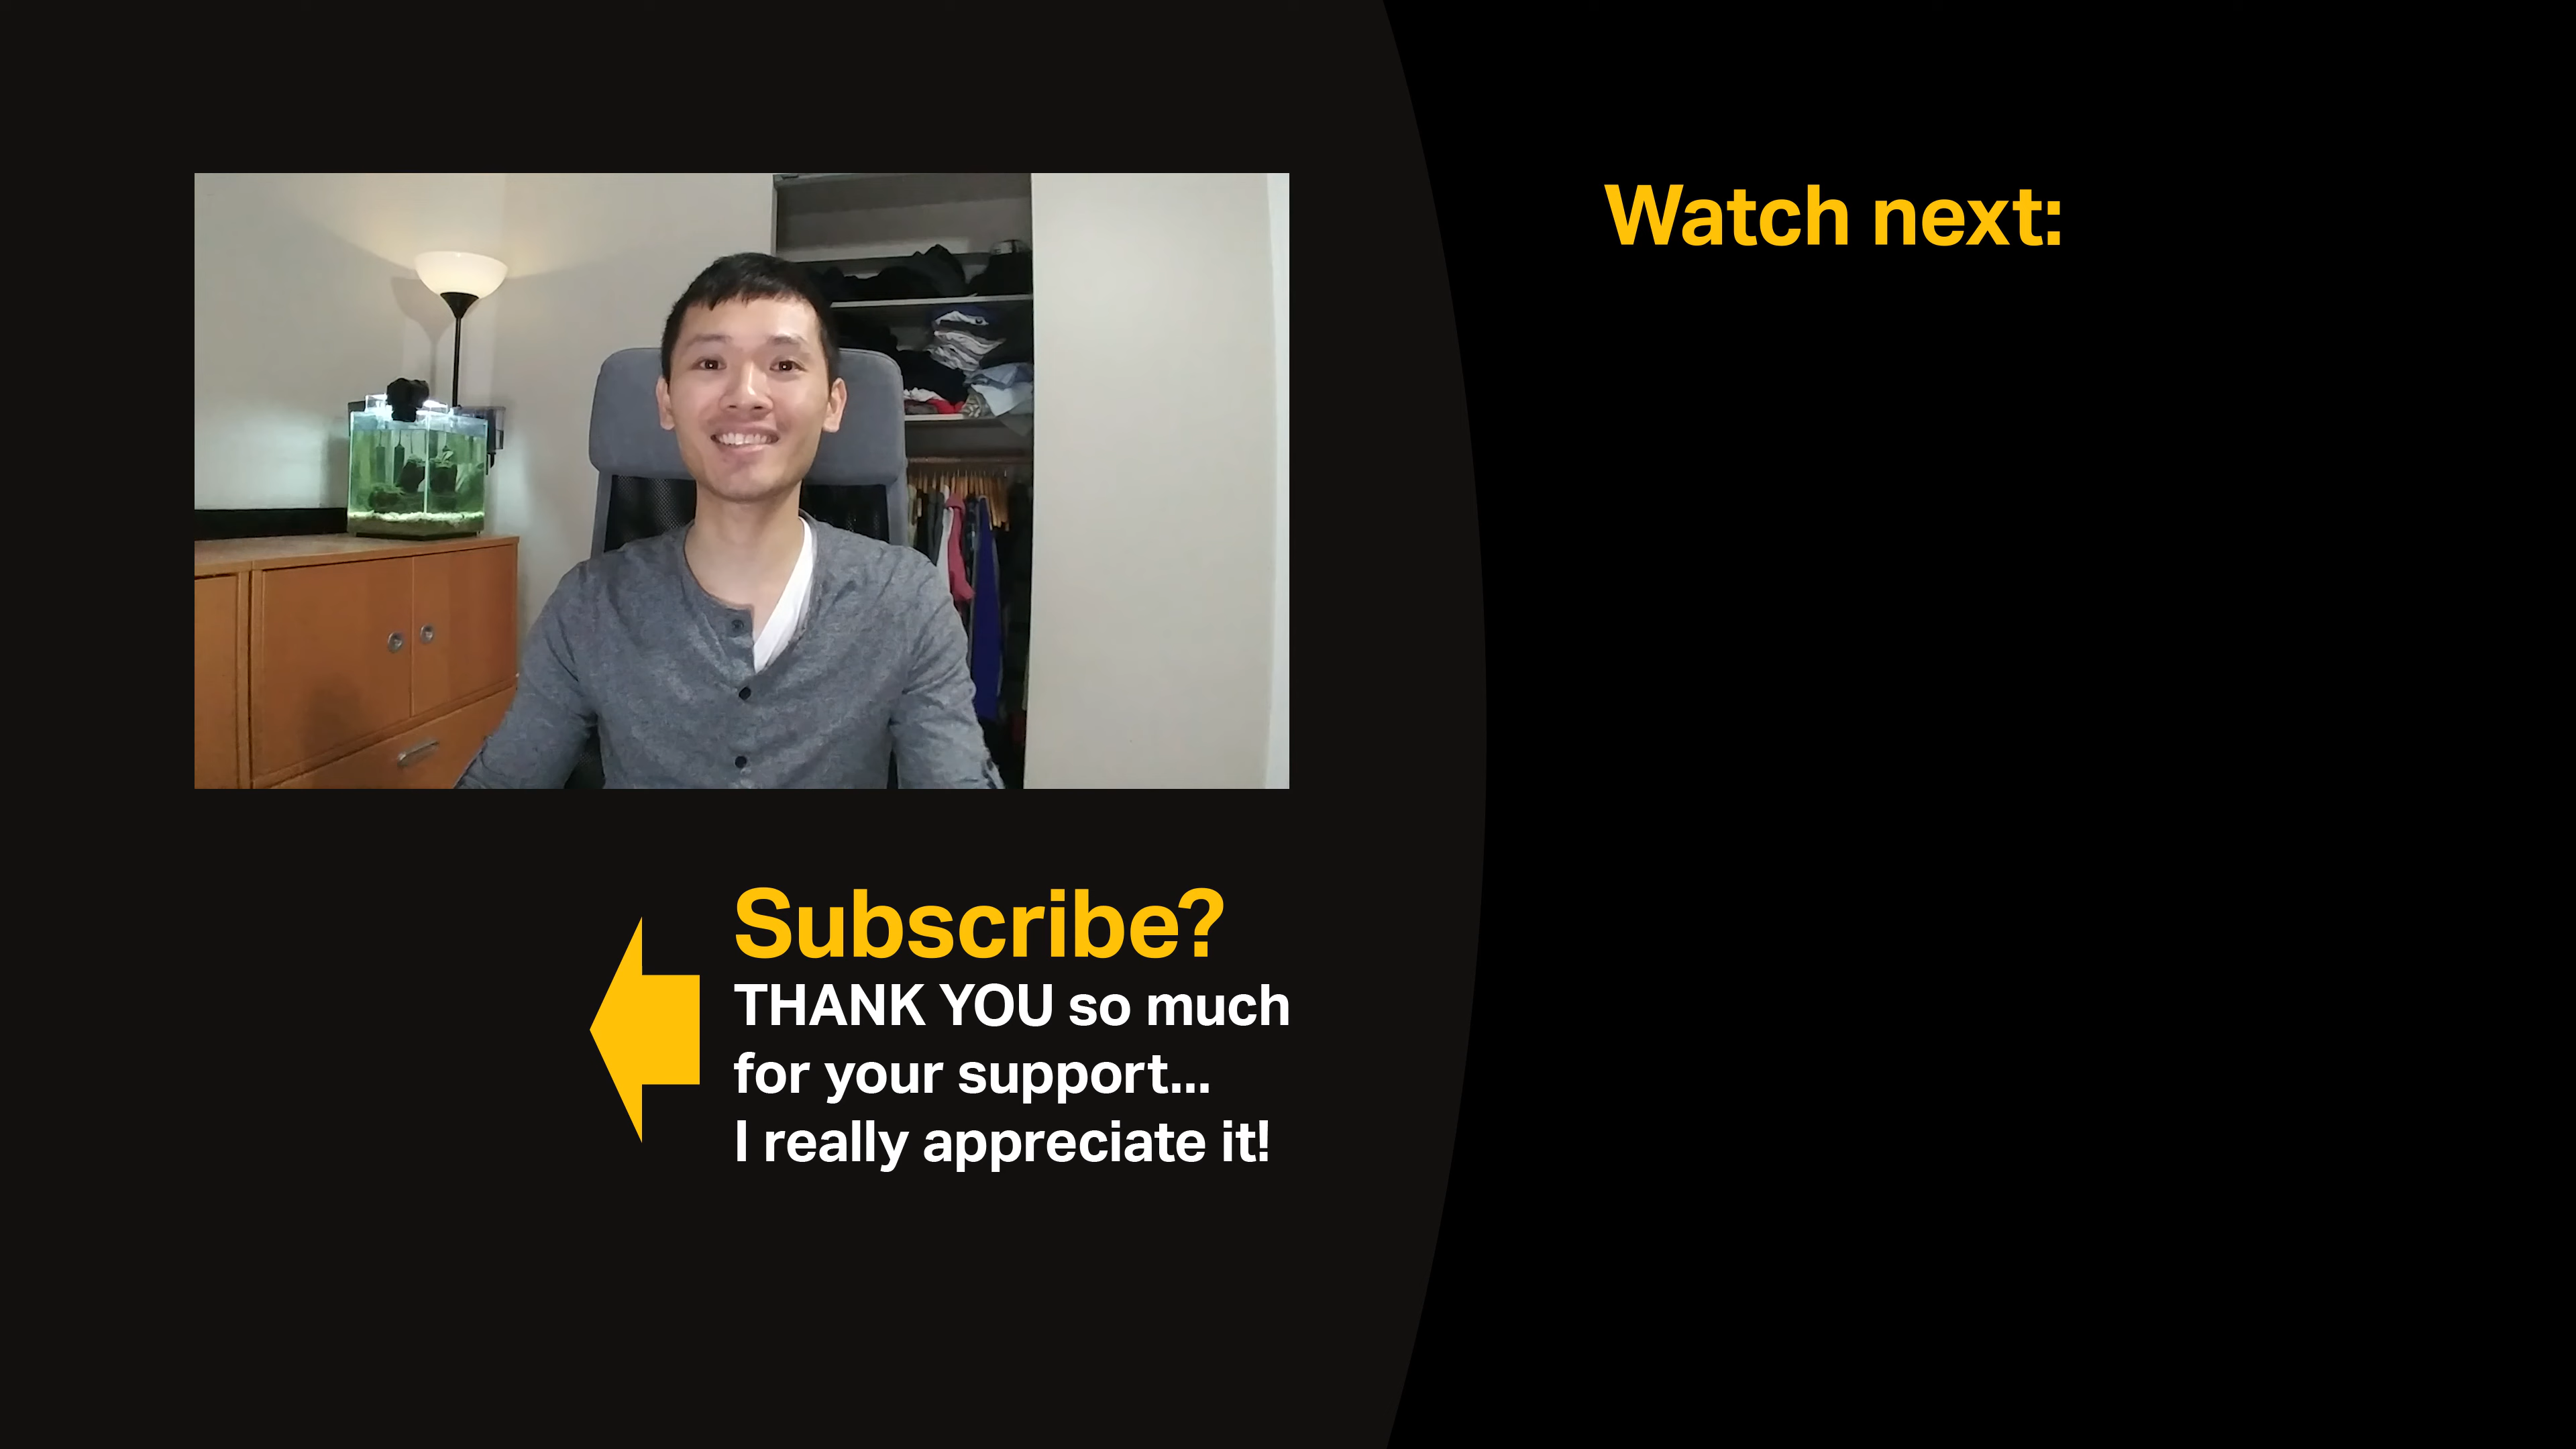 Watch next:
Subscribe?
THANK YOU so much
for your support...
I really appreciate it!